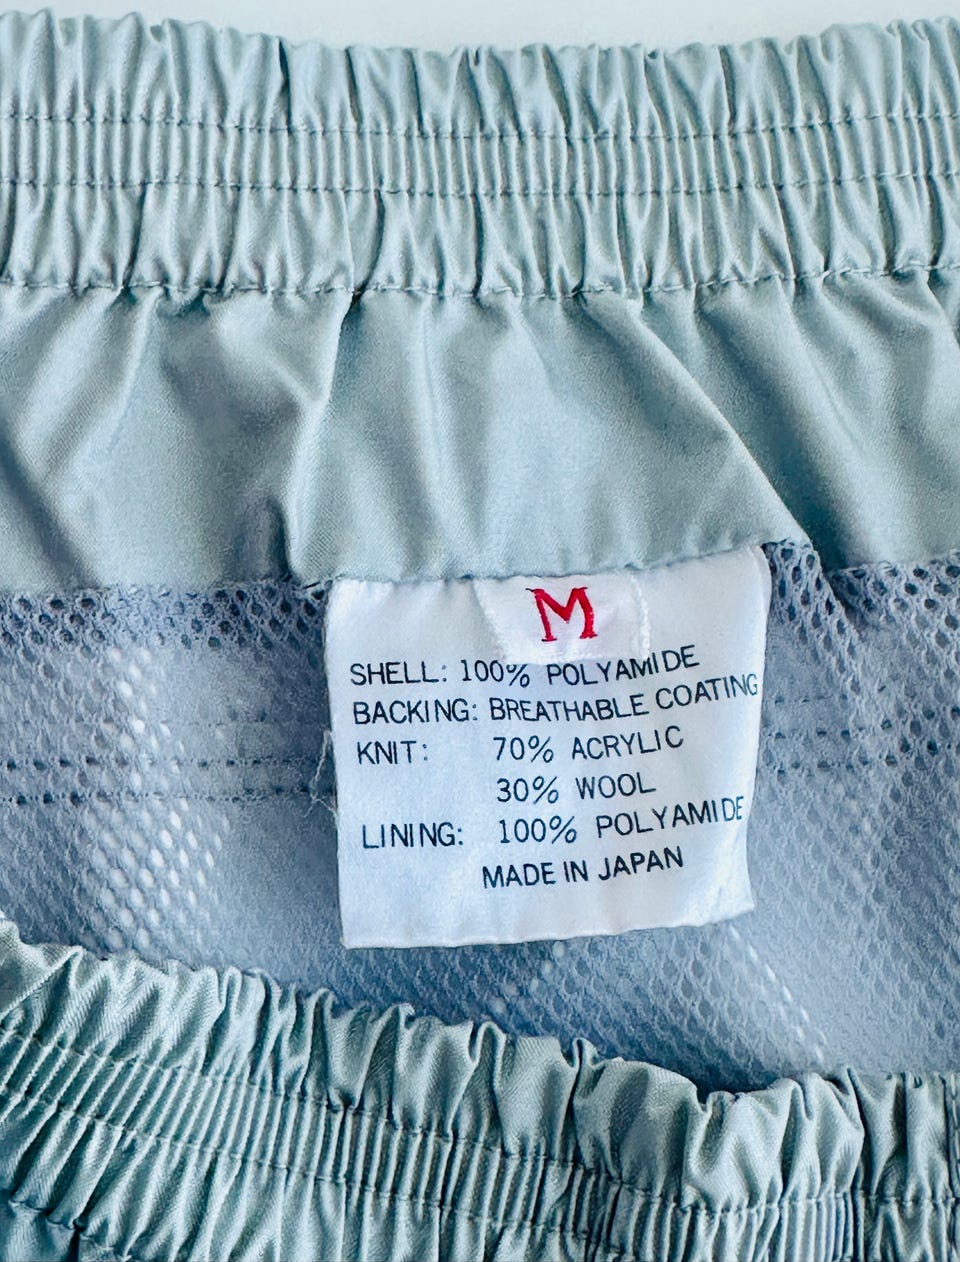 M
SHELL: 100% POLYAMIDE
BACKING: BREATHABLE COATING
KNIT: 70% ACRYLIC
30% WOOL
LINING: 100% POLYAMIDE
MADE IN JAPAN